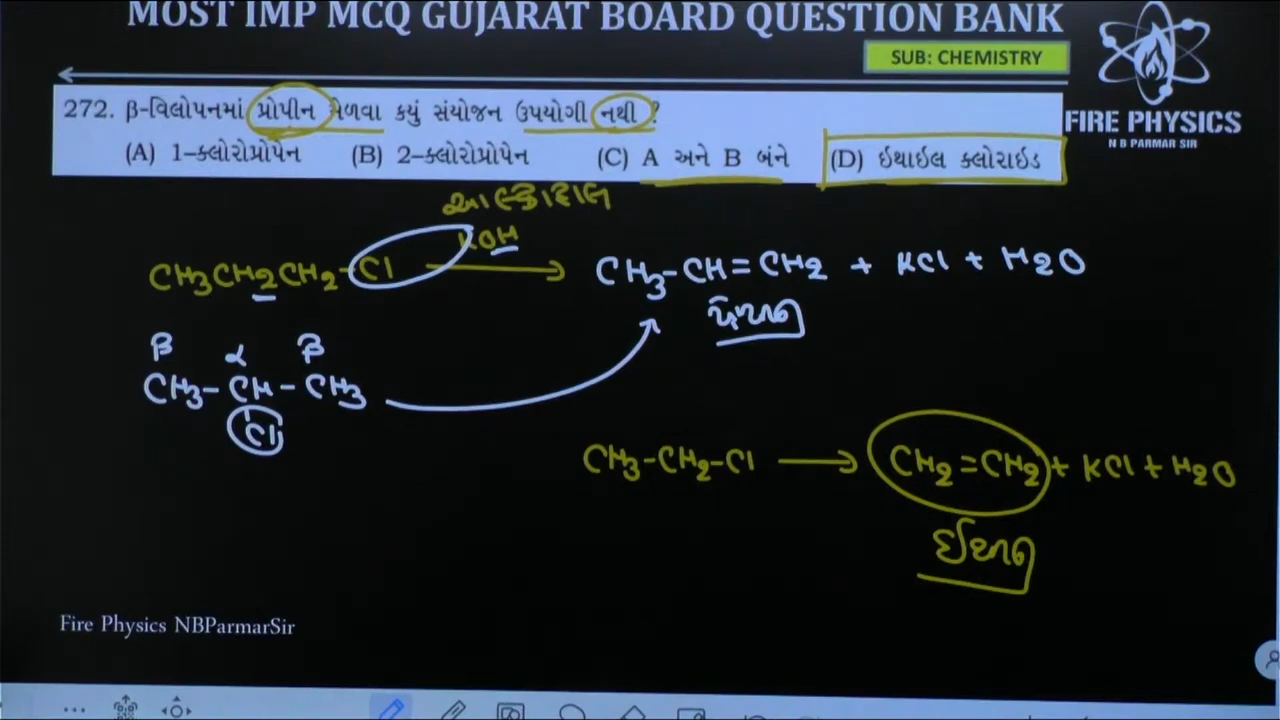 MOST IMP MCQ GUJARAT BOARD QUESTION BANK
SUB: CHEMISTRY
FIRE PHYSICS
N B PARMAR SIR
272. β-વિલોપનમાં પ્રોપીન મેળવા કયું સંયોજન ઉપયોગી નથી ?
(A) 1-ક્લોરોપ્રોપેન (B) 2-ક્લોરોપ્રોપેન (C) A અને B બંને (D) ઇથાઇલ ક્લોરાઇડ
KOH
CH3CH2CH2-Cl → CH3-CH=CH2 + KCl + H2O
β α β
CH3-CH-CH3
Cl
CH3-CH2-Cl → CH2=CH2 + KCl + H2O
ઈથીન
Fire Physics NBParmarSir